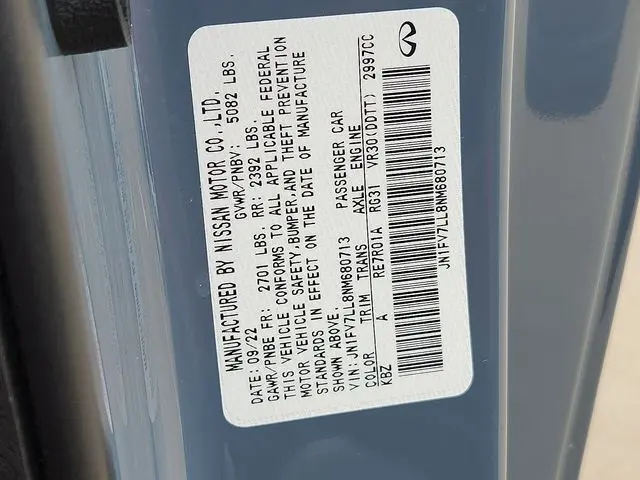 MANUFACTURED BY NISSAN MOTOR CO.,LTD.
DATE: 09/22 GVWR/PNBV: 5082 LBS.
GAWR/PNBE FR: 2701 LBS. RR: 2392 LBS.
THIS VEHICLE CONFORMS TO ALL APPLICABLE FEDERAL
MOTOR VEHICLE SAFETY,BUMPER,AND THEFT PREVENTION
STANDARDS IN EFFECT ON THE DATE OF MANUFACTURE
SHOWN ABOVE.
VIN: JN1FV7LL8NM680713 PASSENGER CAR
COLOR TRIM TRANS AXLE ENGINE
KBZ A RE7R01A RG31 VR30(DDTT) 2997CC
JN1FV7LL8NM680713